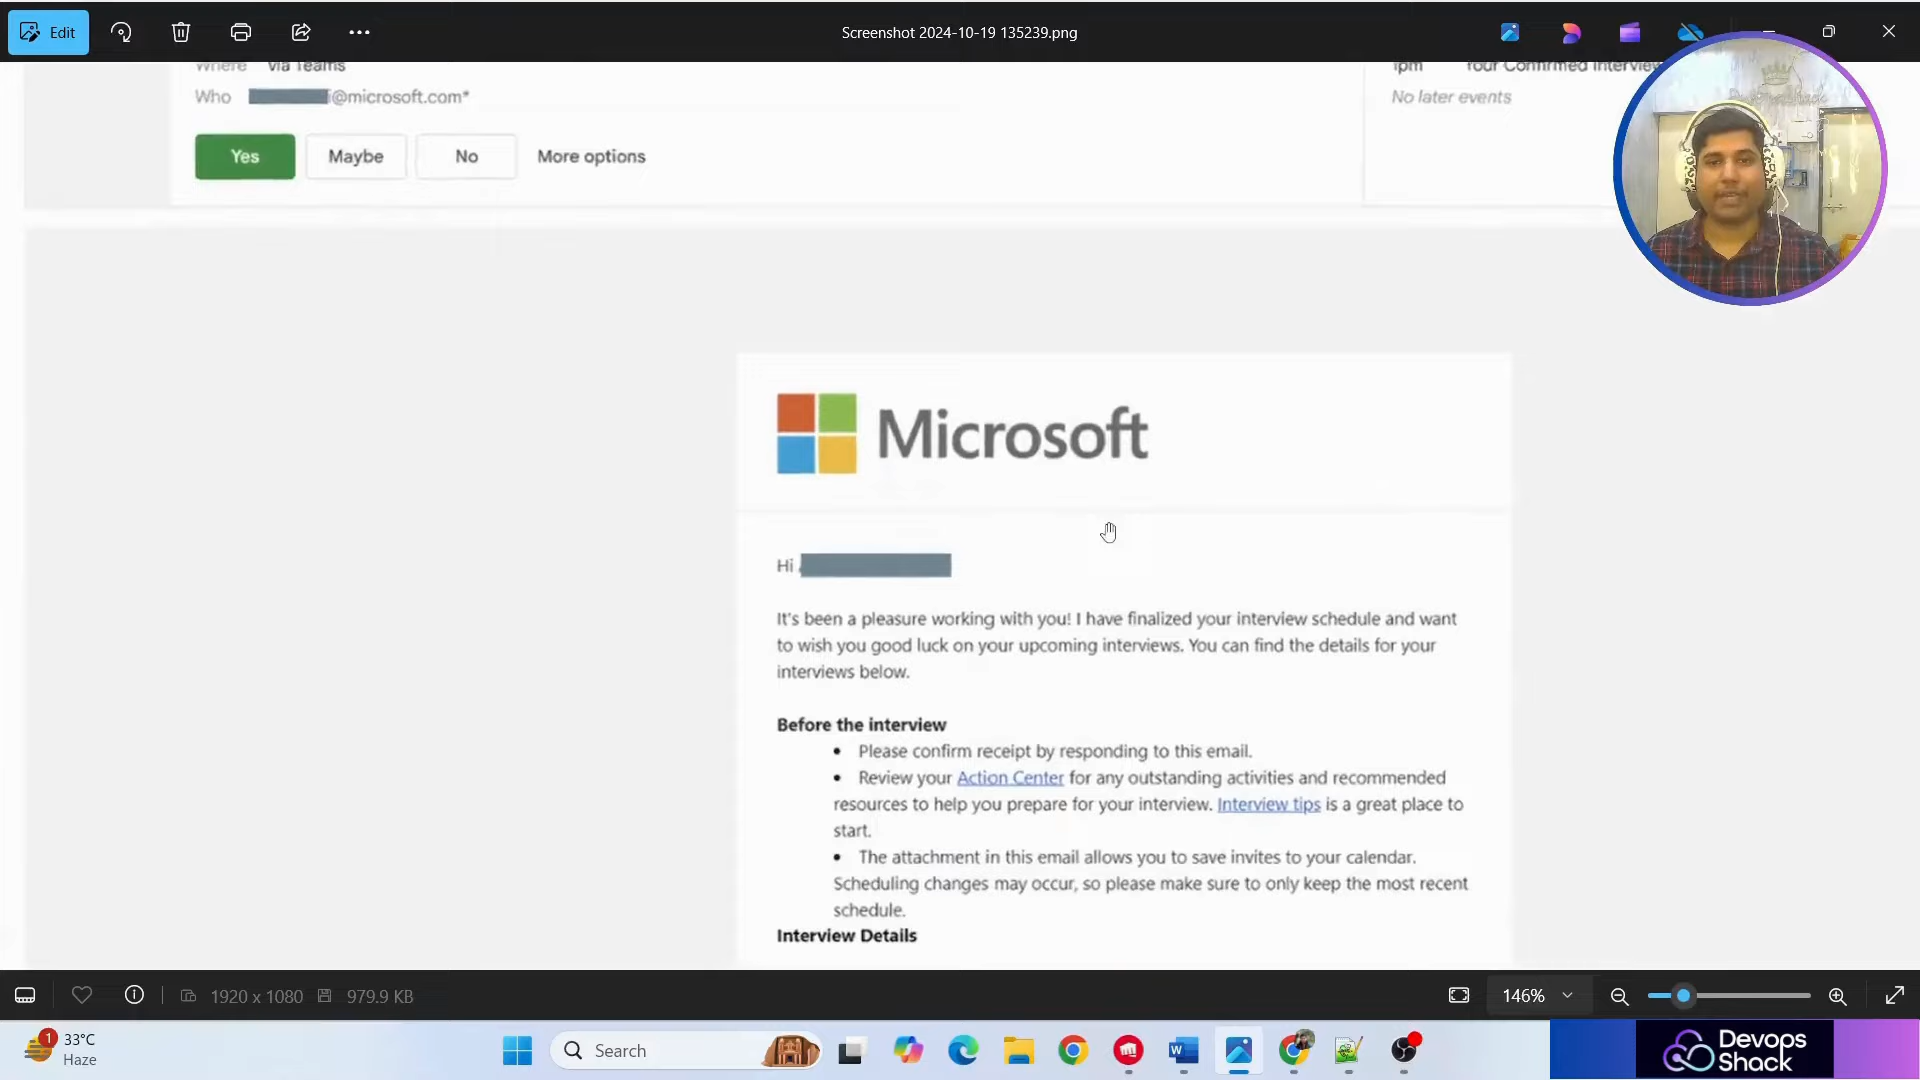 Edit
Screenshot 2024-10-19 135239.png
Where via Teams
1pm Your Confirmed Interview
Who i@microsoft.com*
No later events
Yes
Maybe
No
More options
Microsoft
Hi
It's been a pleasure working with you! I have finalized your interview schedule and want
to wish you good luck on your upcoming interviews. You can find the details for your
interviews below.
Before the interview
• Please confirm receipt by responding to this email.
• Review your Action Center for any outstanding activities and recommended
resources to help you prepare for your interview. Interview tips is a great place to
start.
• The attachment in this email allows you to save invites to your calendar.
Scheduling changes may occur, so please make sure to only keep the most recent
schedule.
Interview Details
1920 x 1080
979.9 KB
146%
1
33°C
Haze
Search
Devops
Shack